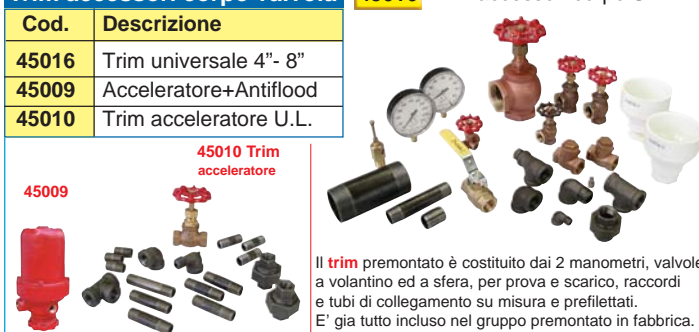 Cod. Descrizione
45016 Trim universale 4”- 8”
45009 Acceleratore+Antiflood
45010 Trim acceleratore U.L.
45010 Trim
acceleratore
45009
Il trim premontato è costituito dai 2 manometri, valvole
a volantino ed a sfera, per prova e scarico, raccordi
e tubi di collegamento su misura e prefilettati.
E’ gia tutto incluso nel gruppo premontato in fabbrica.